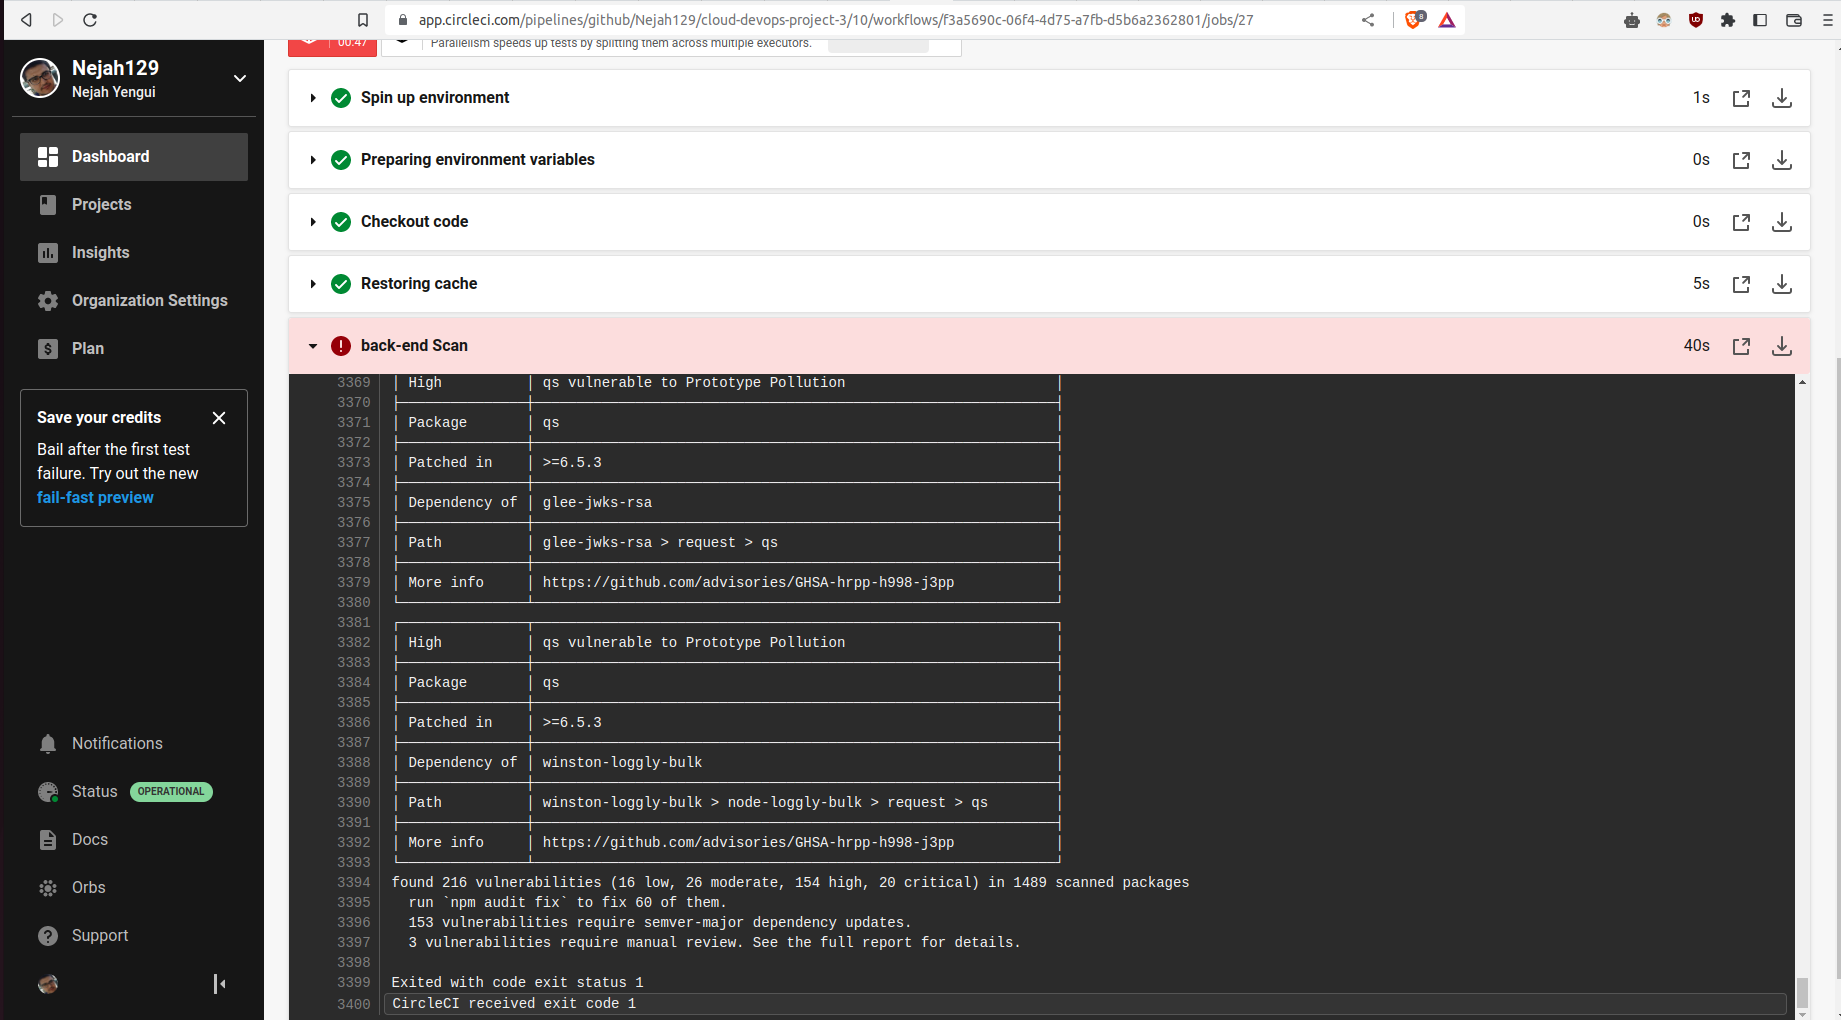 app.circleci.com/pipelines/github/Nejah129/cloud-devops-project-3/10/workflows/f3a5690c-06f4-4d75-a7fb-d5b6a2362801/jobs/27
8
00:47
Parallelism speeds up tests by splitting them across multiple executors.
Nejah129
Nejah Yengui
Dashboard
Projects
Insights
Organization Settings
Plan
Save your credits
Bail after the first test
failure. Try out the new
fail-fast preview
Notifications
Status OPERATIONAL
Docs
Orbs
Support
Spin up environment 1s
Preparing environment variables 0s
Checkout code 0s
Restoring cache 5s
back-end Scan 40s
3369 │ High │ qs vulnerable to Prototype Pollution │
3370
3371 │ Package │ qs │
3372
3373 │ Patched in │ >=6.5.3 │
3374
3375 │ Dependency of │ glee-jwks-rsa │
3376
3377 │ Path │ glee-jwks-rsa > request > qs │
3378
3379 │ More info │ https://github.com/advisories/GHSA-hrpp-h998-j3pp │
3380
3381
3382 │ High │ qs vulnerable to Prototype Pollution │
3383
3384 │ Package │ qs │
3385
3386 │ Patched in │ >=6.5.3 │
3387
3388 │ Dependency of │ winston-loggly-bulk │
3389
3390 │ Path │ winston-loggly-bulk > node-loggly-bulk > request > qs │
3391
3392 │ More info │ https://github.com/advisories/GHSA-hrpp-h998-j3pp │
3393
3394 found 216 vulnerabilities (16 low, 26 moderate, 154 high, 20 critical) in 1489 scanned packages
3395 run `npm audit fix` to fix 60 of them.
3396 153 vulnerabilities require semver-major dependency updates.
3397 3 vulnerabilities require manual review. See the full report for details.
3398
3399 Exited with code exit status 1
3400 CircleCI received exit code 1